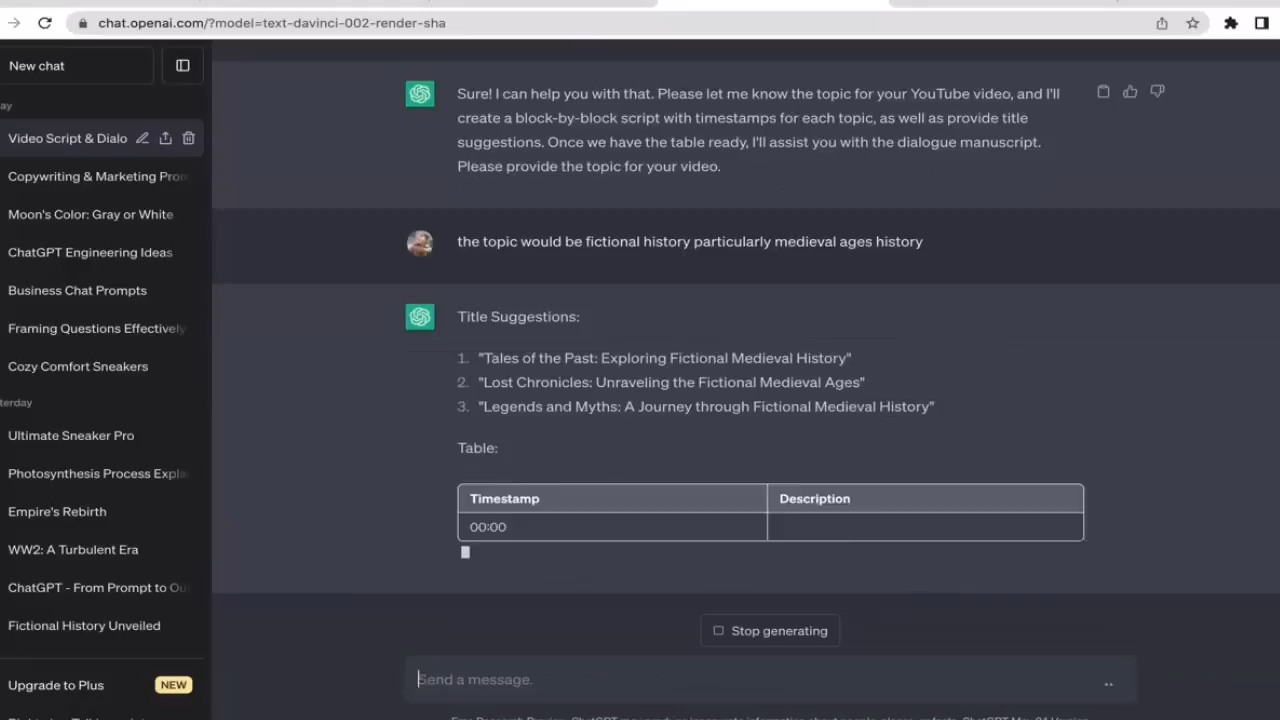 chat.openai.com/?model=text-davinci-002-render-sha
New chat
ay
Video Script & Dialo
Copywriting & Marketing Pro
Moon's Color: Gray or White
ChatGPT Engineering Ideas
Business Chat Prompts
Framing Questions Effectively
Cozy Comfort Sneakers
terday
Ultimate Sneaker Pro
Photosynthesis Process Expla
Empire's Rebirth
WW2: A Turbulent Era
ChatGPT - From Prompt to Ou
Fictional History Unveiled
Upgrade to Plus NEW
Sure! I can help you with that. Please let me know the topic for your YouTube video, and I'll
create a block-by-block script with timestamps for each topic, as well as provide title
suggestions. Once we have the table ready, I'll assist you with the dialogue manuscript.
Please provide the topic for your video.
the topic would be fictional history particularly medieval ages history
Title Suggestions:
1. "Tales of the Past: Exploring Fictional Medieval History"
2. "Lost Chronicles: Unraveling the Fictional Medieval Ages"
3. "Legends and Myths: A Journey through Fictional Medieval History"
Table:
Timestamp Description
00:00
Stop generating
Send a message.